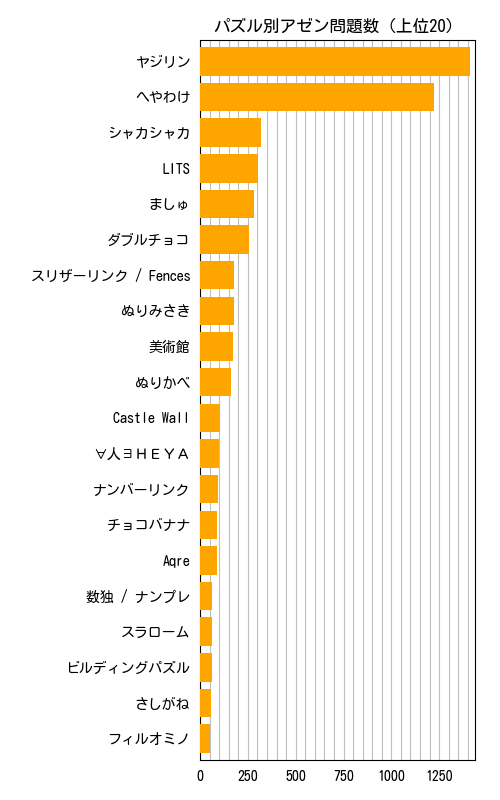 パズル別アゼン問題数 (上位20)
ヤジリン
へやわけ
シャカシャカ
LITS
ましゅ
ダブルチョコ
スリザーリンク / Fences
ぬりみさき
美術館
ぬりかべ
Castle Wall
∀人∃ＨＥＹＡ
ナンバーリンク
チョコバナナ
Aqre
数独 / ナンプレ
スラローム
ビルディングパズル
さしがね
フィルオミノ
0 250 500 750 1000 1250